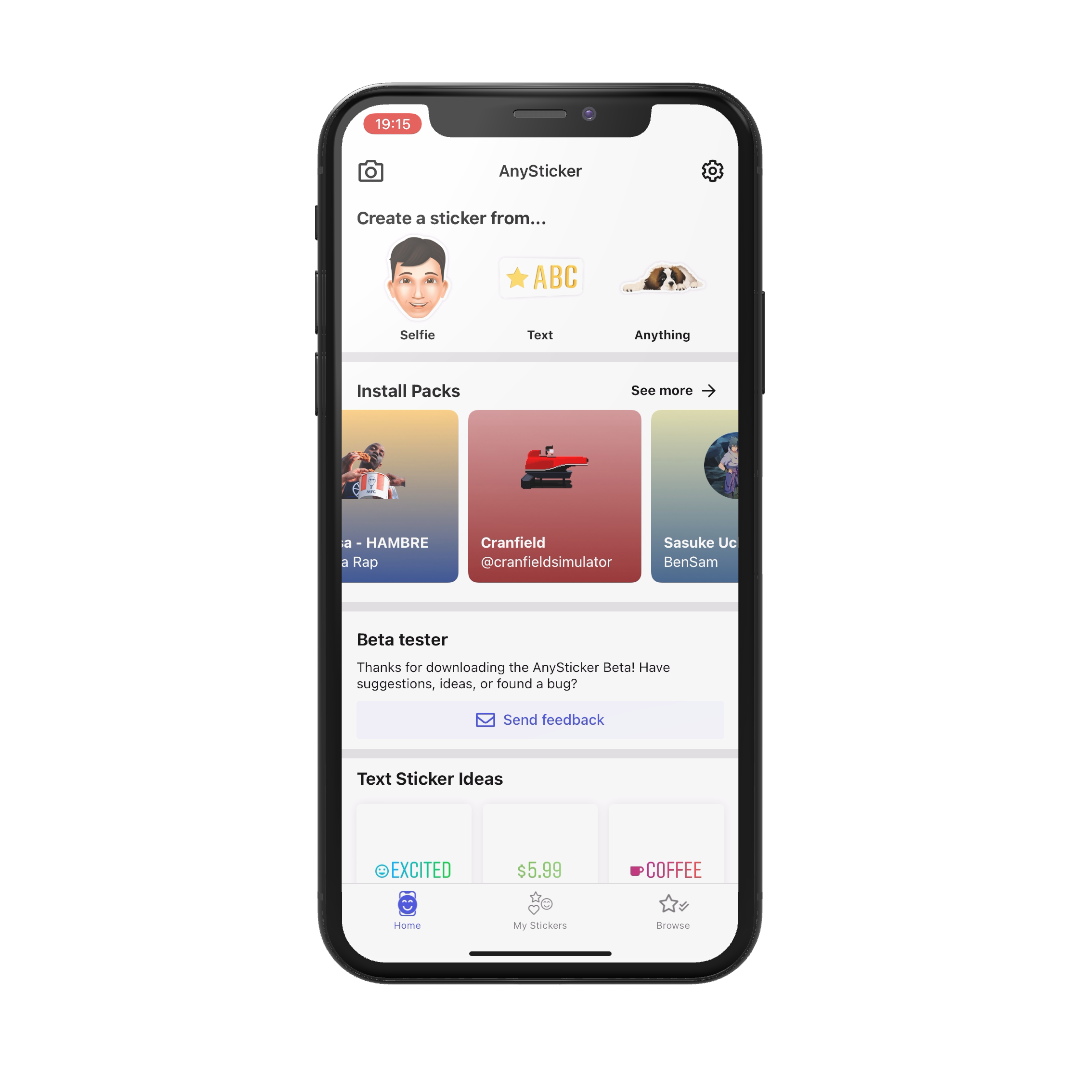 19:15
AnySticker
Create a sticker from...
ABC
Selfie
Text
Anything
Install Packs
See more
sa - HAMBRE
a Rap
Cranfield
@cranfieldsimulator
Sasuke Uc
BenSam
Beta tester
Thanks for downloading the AnySticker Beta! Have
suggestions, ideas, or found a bug?
Send feedback
Text Sticker Ideas
EXCITED
$5.99
COFFEE
Home
My Stickers
Browse